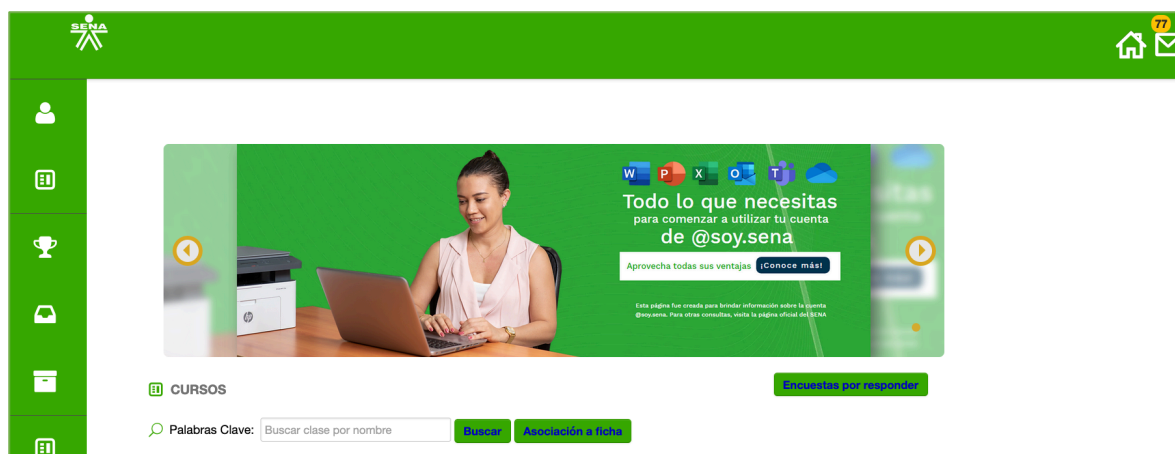 SENA
77
W P X O T
Todo lo que necesitas
para comenzar a utilizar tu cuenta
de @soy.sena
Aprovecha todas sus ventajas ¡Conoce más!
Esta página fue creada para brindar información sobre la cuenta
@soy.sena. Para otras consultas, visita la página oficial del SENA
hp
CURSOS
Encuestas por responder
Palabras Clave: Buscar clase por nombre Buscar Asociación a ficha